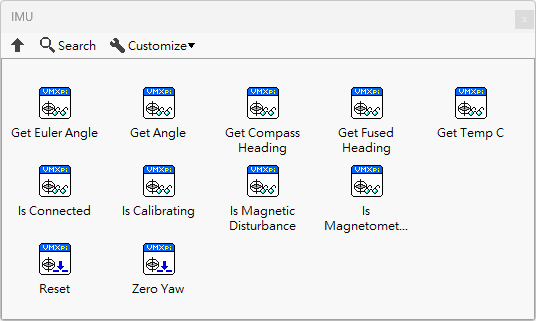 IMU
x
Search
Customize
VMXpi VMXpi VMXpi VMXpi VMXpi
Get Euler Angle Get Angle Get Compass Get Fused Get Temp C
Heading Heading
VMXpi VMXpi VMXpi VMXpi
Is Connected Is Calibrating Is Magnetic Is
Disturbance Magnetomet...
VMXpi VMXpi
Reset Zero Yaw